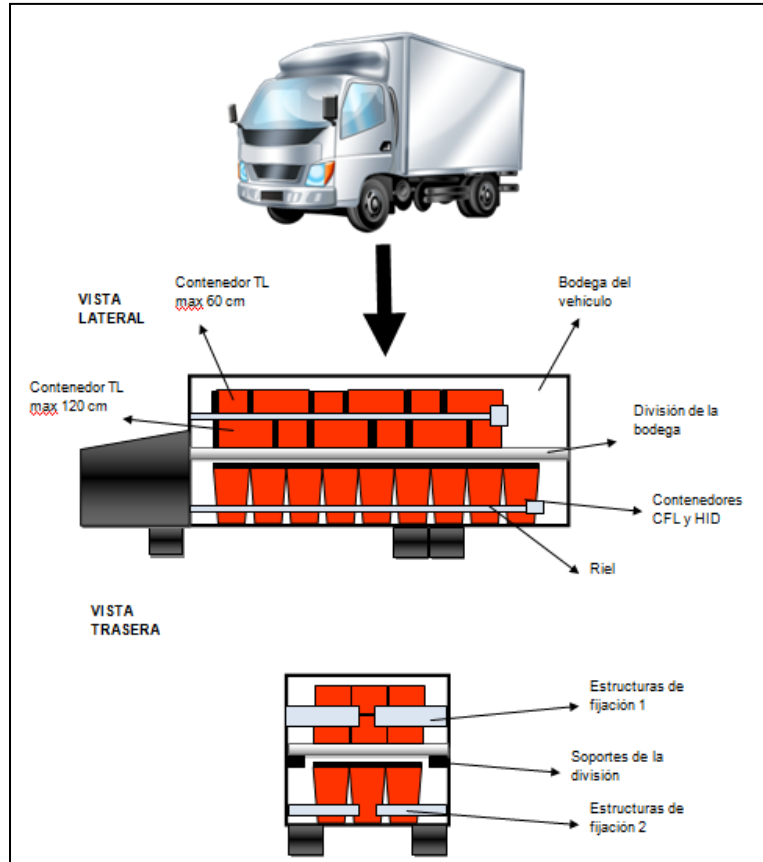 Contenedor TL
max 60 cm
Bodega del
vehiculo
VISTA
LATERAL
Contenedor TL
max 120 cm
División de la
bodega
Contenedores
CFL y HID
Riel
VISTA
TRASERA
Estructuras de
fijación 1
Soportes de la
división
Estructuras de
fijación 2